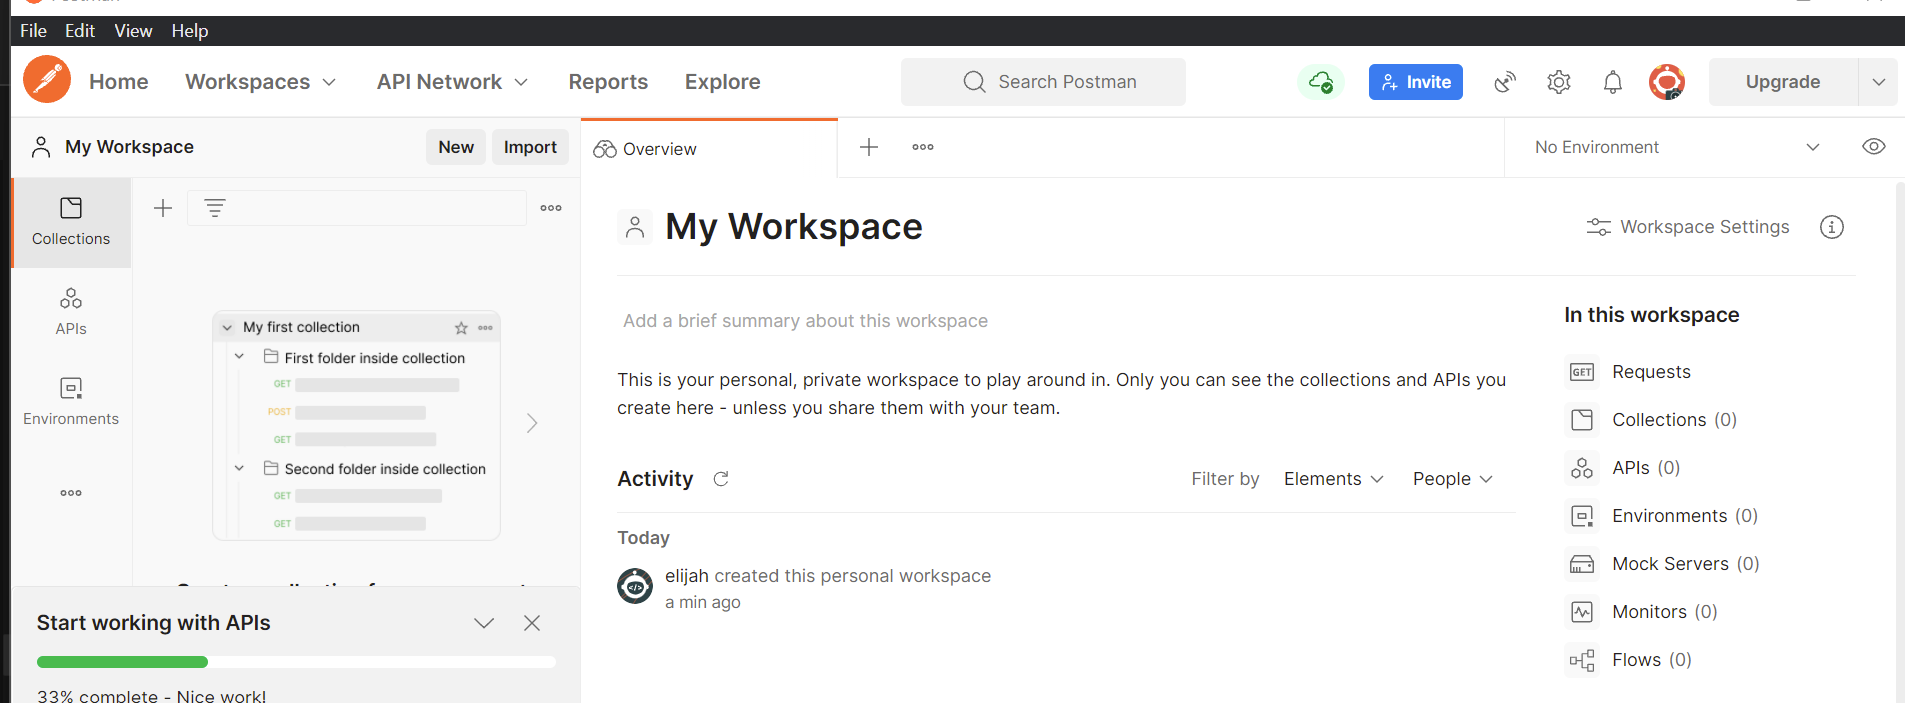 File Edit View Help
Home Workspaces API Network Reports Explore Search Postman Invite Upgrade
My Workspace New Import
Overview
No Environment
Collections
APIs
Environments
My first collection
First folder inside collection
GET
POST
GET
Second folder inside collection
GET
GET
Start working with APIs
33% complete - Nice work!
My Workspace
Workspace Settings
Add a brief summary about this workspace
This is your personal, private workspace to play around in. Only you can see the collections and APIs you
create here - unless you share them with your team.
Activity Filter by Elements People
Today
elijah created this personal workspace
a min ago
In this workspace
GET Requests
Collections (0)
APIs (0)
Environments (0)
Mock Servers (0)
Monitors (0)
Flows (0)